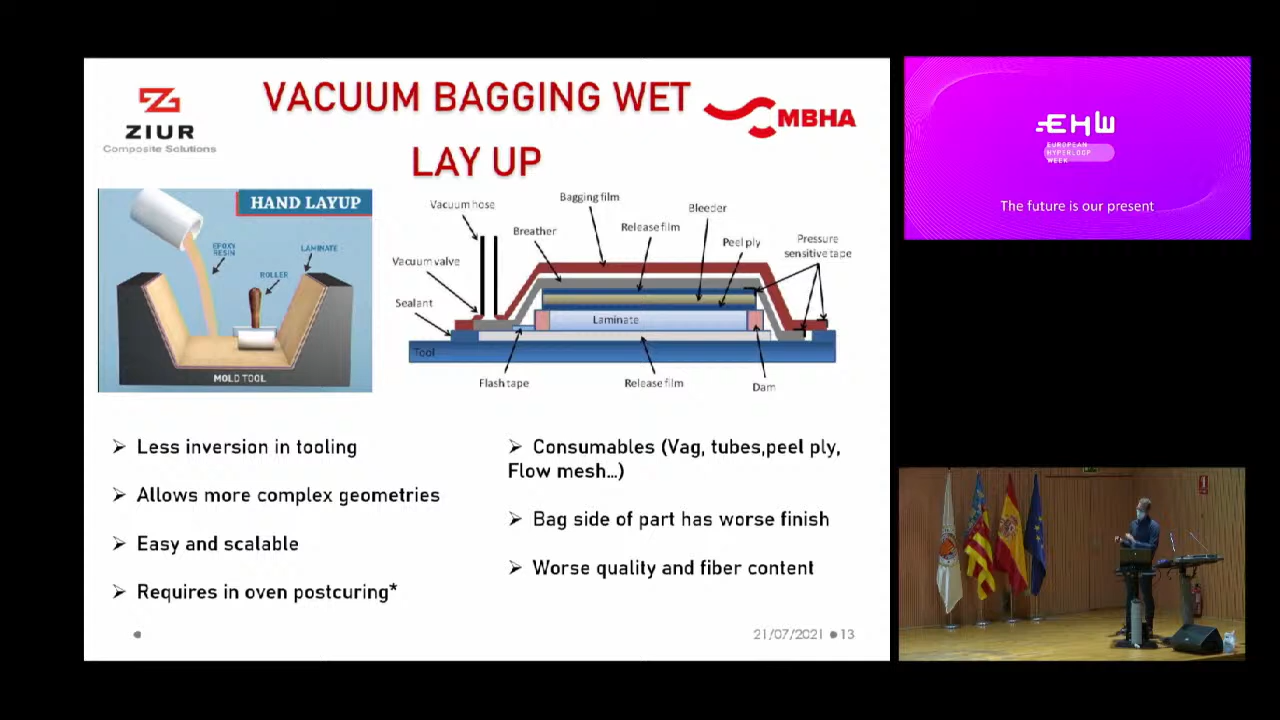 ZIUR
Composite Solutions
VACUUM BAGGING WET
LAY UP
MBHA
HAND LAYUP
EPOXY
RESIN
LAMINATE
ROLLER
MOLD TOOL
Vacuum hose
Bagging film
Bleeder
Breather
Release film
Peel ply
Pressure
sensitive tape
Vacuum valve
Sealant
Laminate
Tool
Flash tape
Release film
Dam
➢ Less inversion in tooling
➢ Allows more complex geometries
➢ Easy and scalable
➢ Requires in oven postcuring*
➢ Consumables (Vag, tubes,peel ply,
Flow mesh…)
➢ Bag side of part has worse finish
➢ Worse quality and fiber content
21/07/2021 ● 13
EHW
EUROPEAN
HYPERLOOP
WEEK
The future is our present